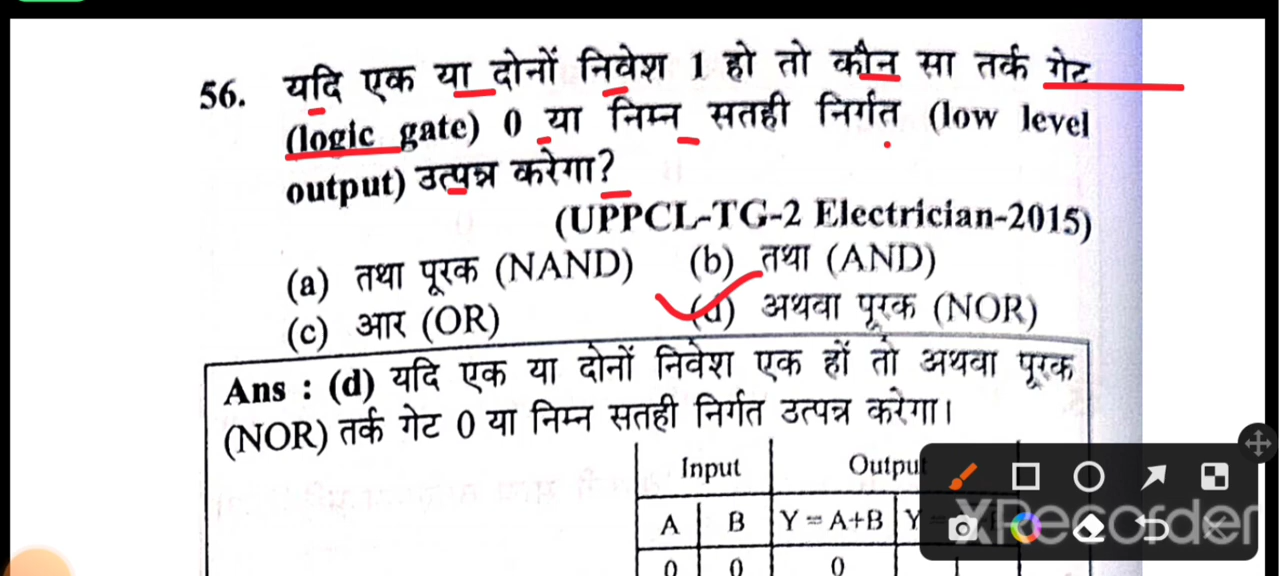 56. यदि एक या दोनों निवेश 1 हो तो कौन सा तर्क गेट
(logic gate) 0 या निम्न सतही निर्गत (low level
output) उत्पन्न करेगा?
(UPPCL-TG-2 Electrician-2015)
(a) तथा पूरक (NAND) (b) तथा (AND)
(c) आर (OR) (d) अथवा पूरक (NOR)
Ans : (d) यदि एक या दोनों निवेश एक हों तो अथवा पूरक
(NOR) तर्क गेट 0 या निम्न सतही निर्गत उत्पन्न करेगा।
Input Output
A B Y = A+B Y
0 0 0
XRecorder